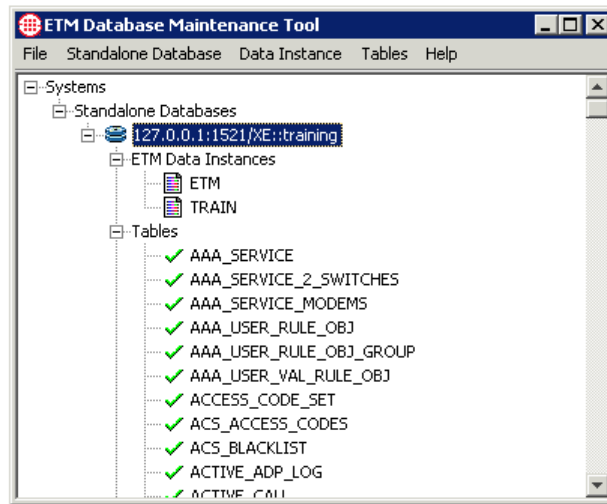 ETM Database Maintenance Tool
File Standalone Database Data Instance Tables Help
Systems
Standalone Databases
127.0.0.1:1521/XE::training
ETM Data Instances
ETM
TRAIN
Tables
AAA_SERVICE
AAA_SERVICE_2_SWITCHES
AAA_SERVICE_MODEMS
AAA_USER_RULE_OBJ
AAA_USER_RULE_OBJ_GROUP
AAA_USER_VAL_RULE_OBJ
ACCESS_CODE_SET
ACS_ACCESS_CODES
ACS_BLACKLIST
ACTIVE_ADP_LOG
ACTIVE_CALL